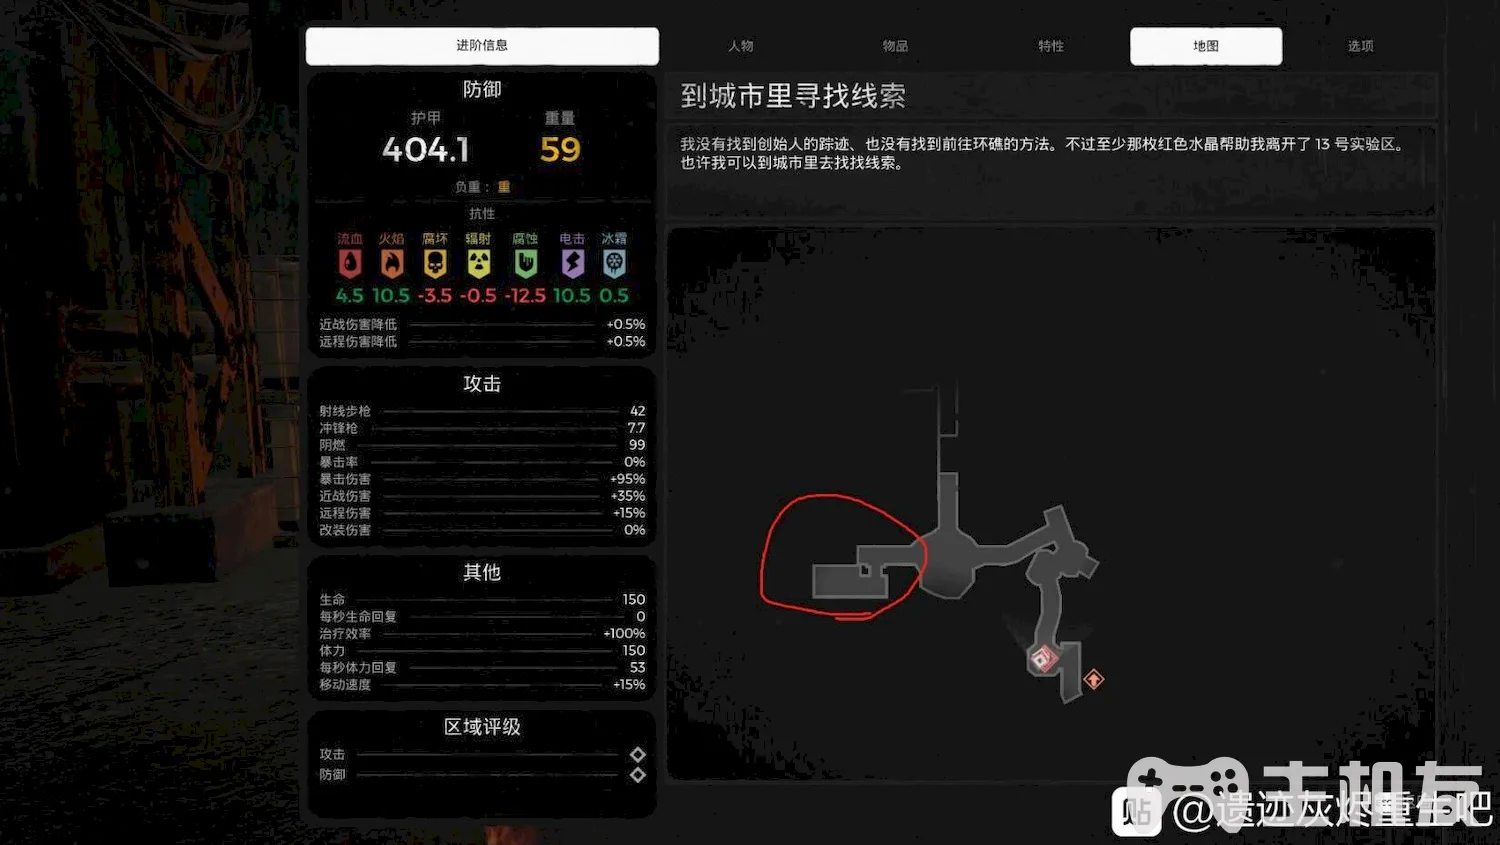 进阶信息
人物
物品
特性
地图
选项
防御
护甲
重量
404.1
59
负重：重
抗性
流血 火焰 腐坏 辐射 腐蚀 电击 冰霜
4.5 10.5 -3.5 -0.5 -12.5 10.5 0.5
近战伤害降低 +0.5%
远程伤害降低 +0.5%
攻击
射线步枪 42
冲锋枪 7.7
阴燃 99
暴击率 0%
暴击伤害 +95%
近战伤害 +35%
远程伤害 +15%
改装伤害 0%
其他
生命 150
每秒生命回复 0
治疗效率 +100%
体力 150
每秒体力回复 53
移动速度 +15%
区域评级
攻击
防御
到城市里寻找线索
我没有找到创始人的踪迹、也没有找到前往环礁的方法。不过至少那枚红色水晶帮助我离开了 13 号实验区。
也许我可以到城市里去找找线索。
主机友
贴 @遗迹灰烬重生吧